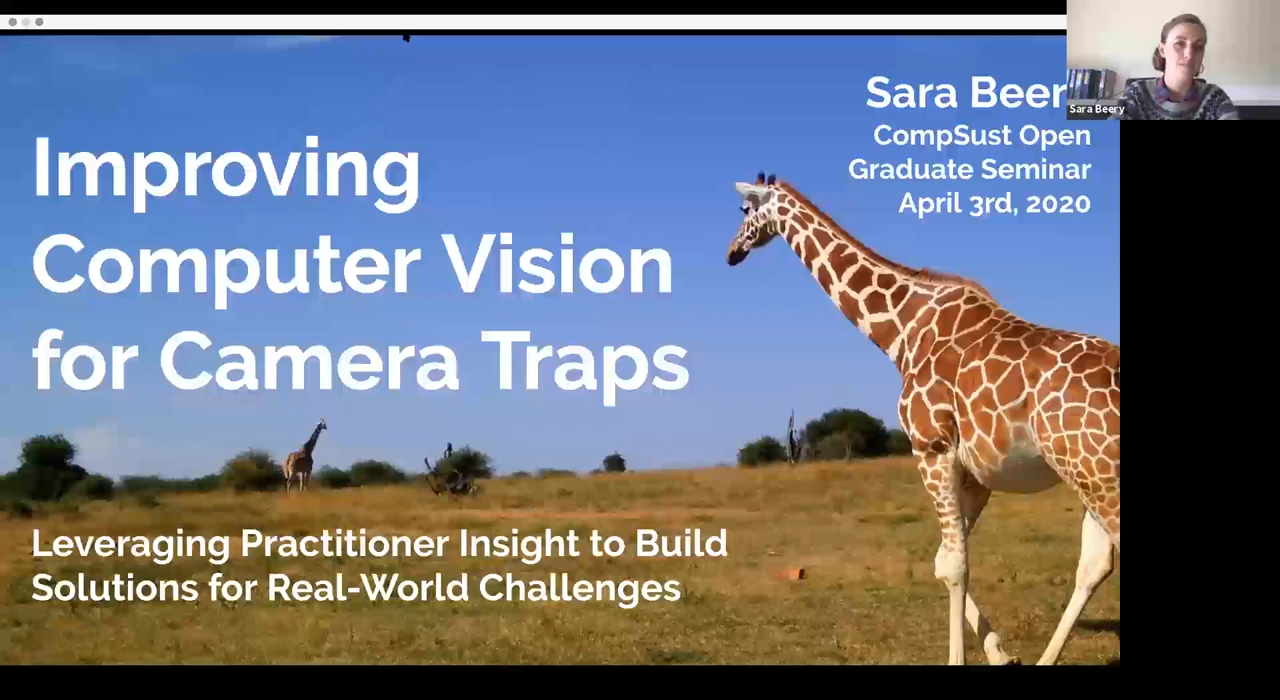 Sara Beer
CompSust Open
Graduate Seminar
April 3rd, 2020
Improving
Computer Vision
for Camera Traps
Leveraging Practitioner Insight to Build
Solutions for Real-World Challenges
Sara Beery